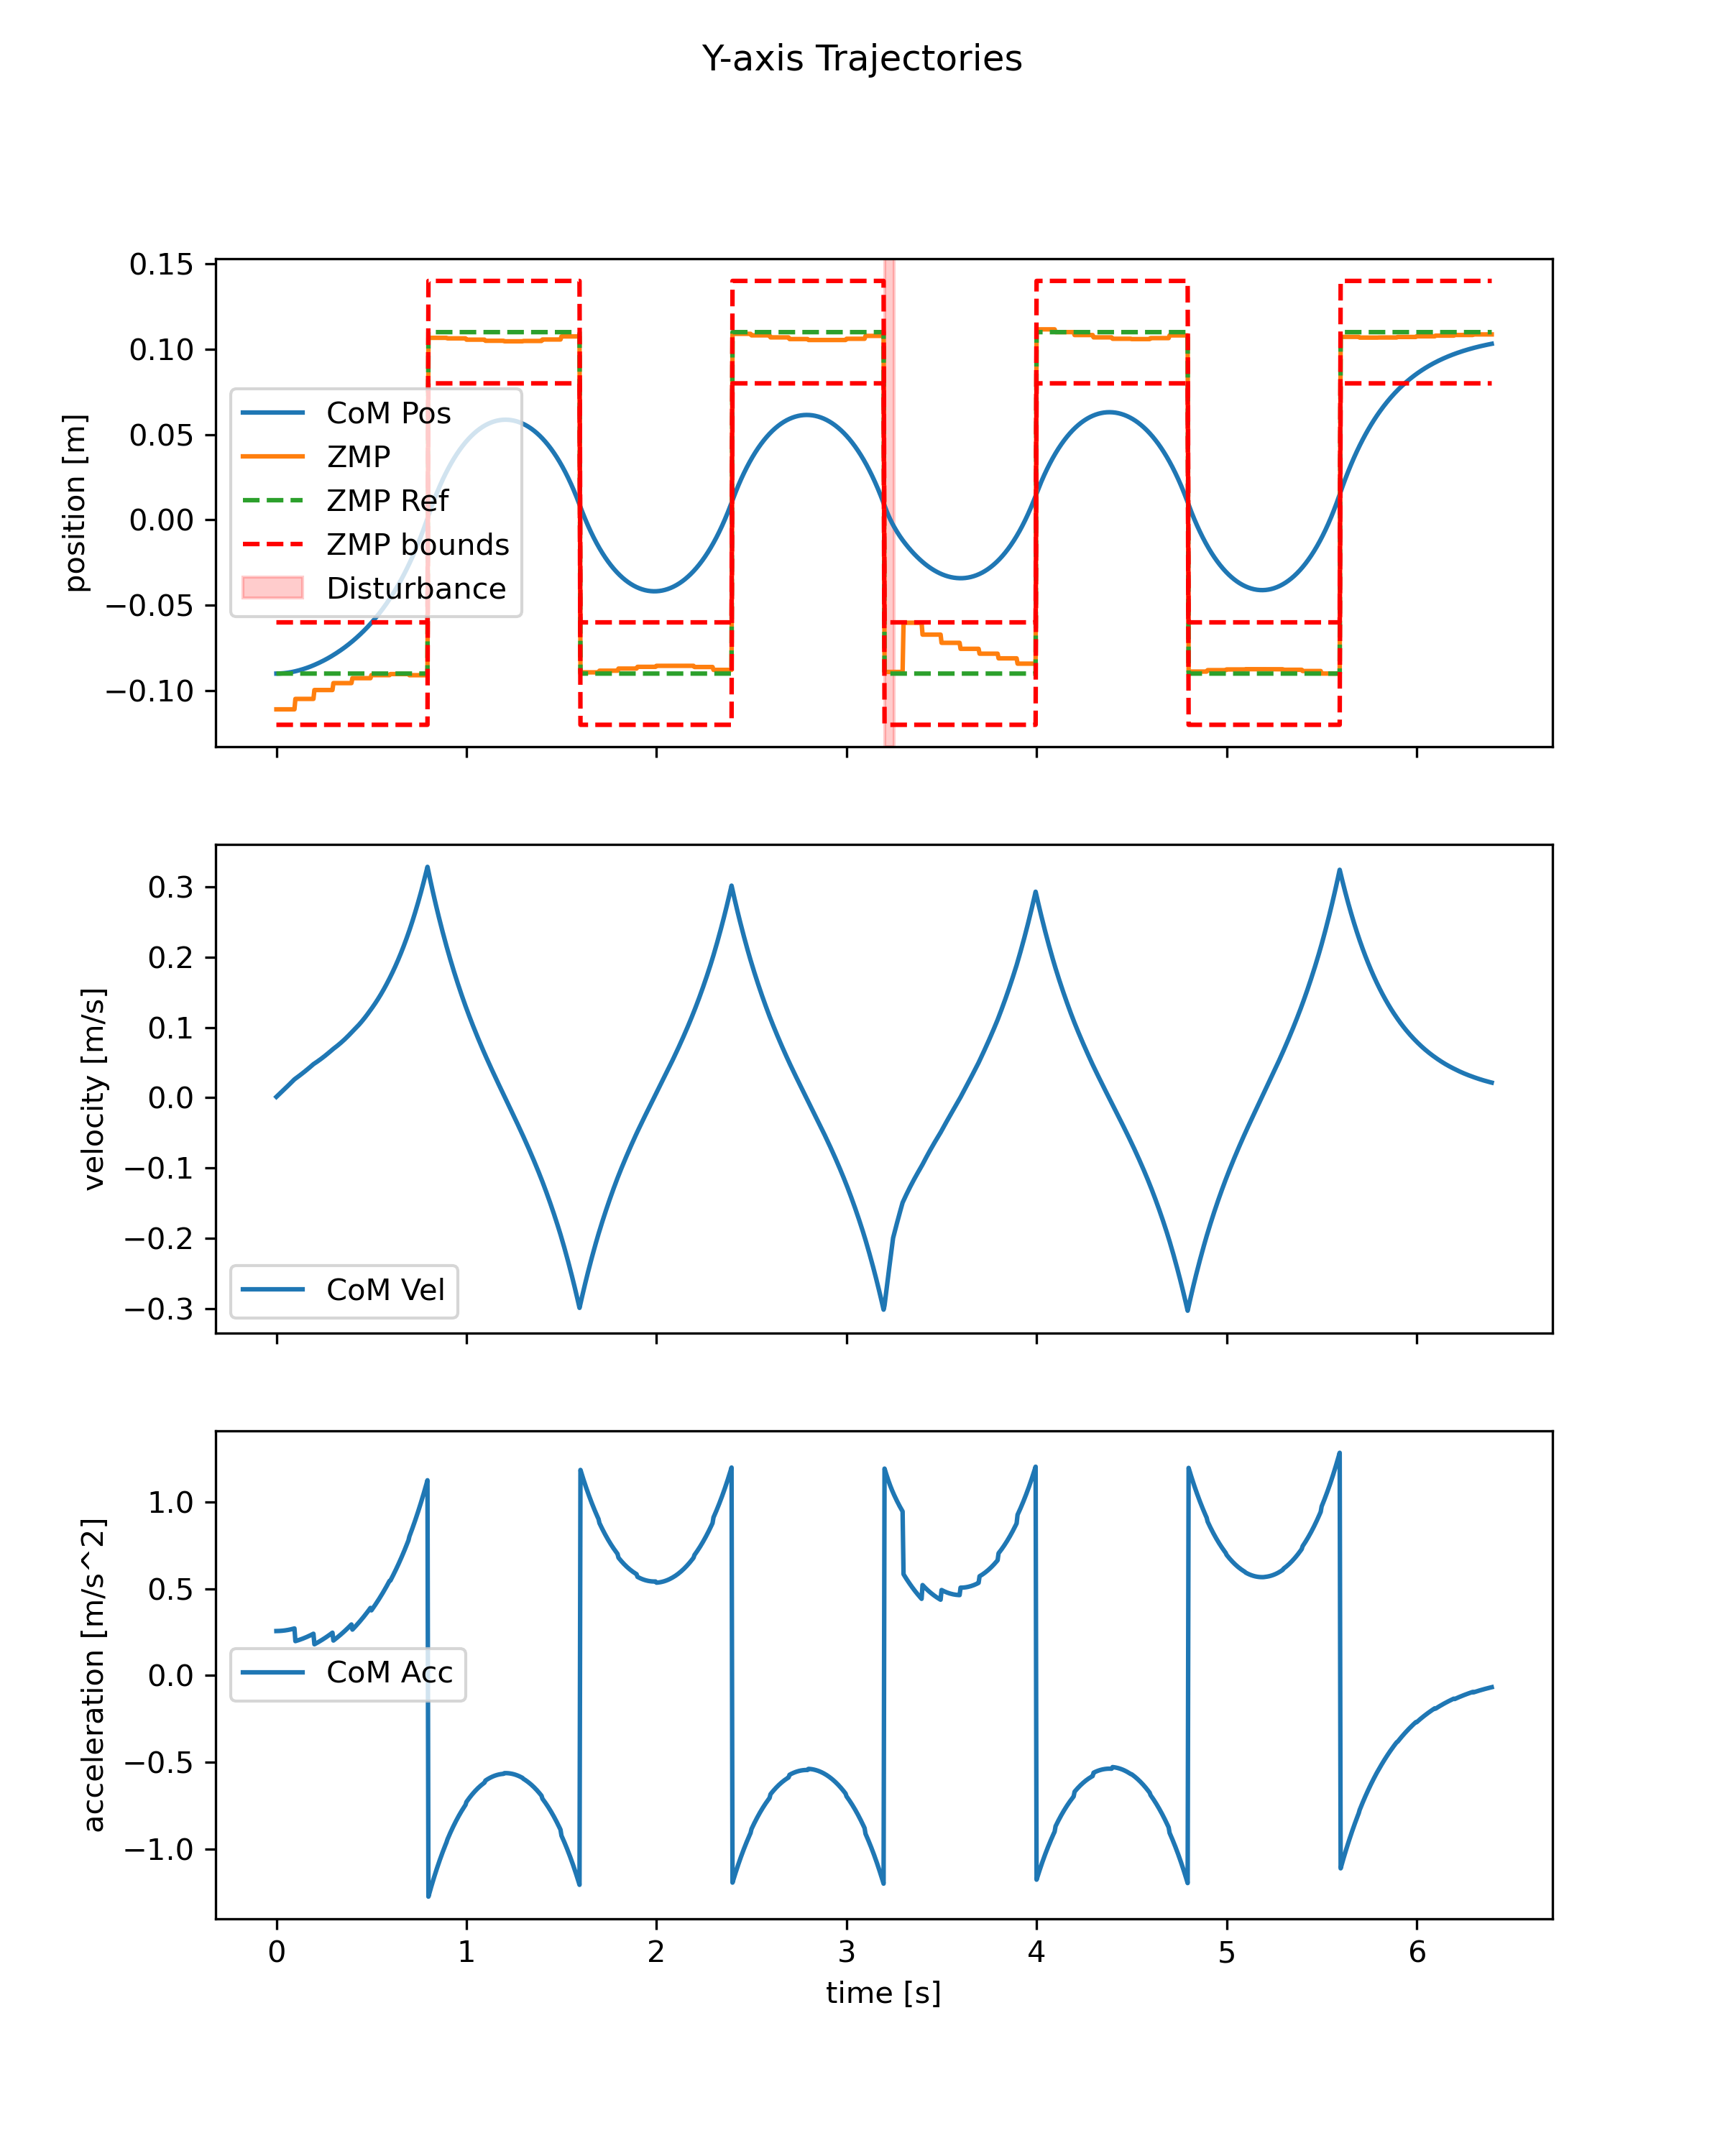 Y-axis Trajectories
0.15
0.10
0.05
0.00
−0.05
−0.10
position [m]
CoM Pos
ZMP
ZMP Ref
ZMP bounds
Disturbance
0.3
0.2
0.1
0.0
−0.1
−0.2
−0.3
velocity [m/s]
CoM Vel
1.0
0.5
0.0
−0.5
−1.0
acceleration [m/s^2]
CoM Acc
0 1 2 3 4 5 6
time [s]